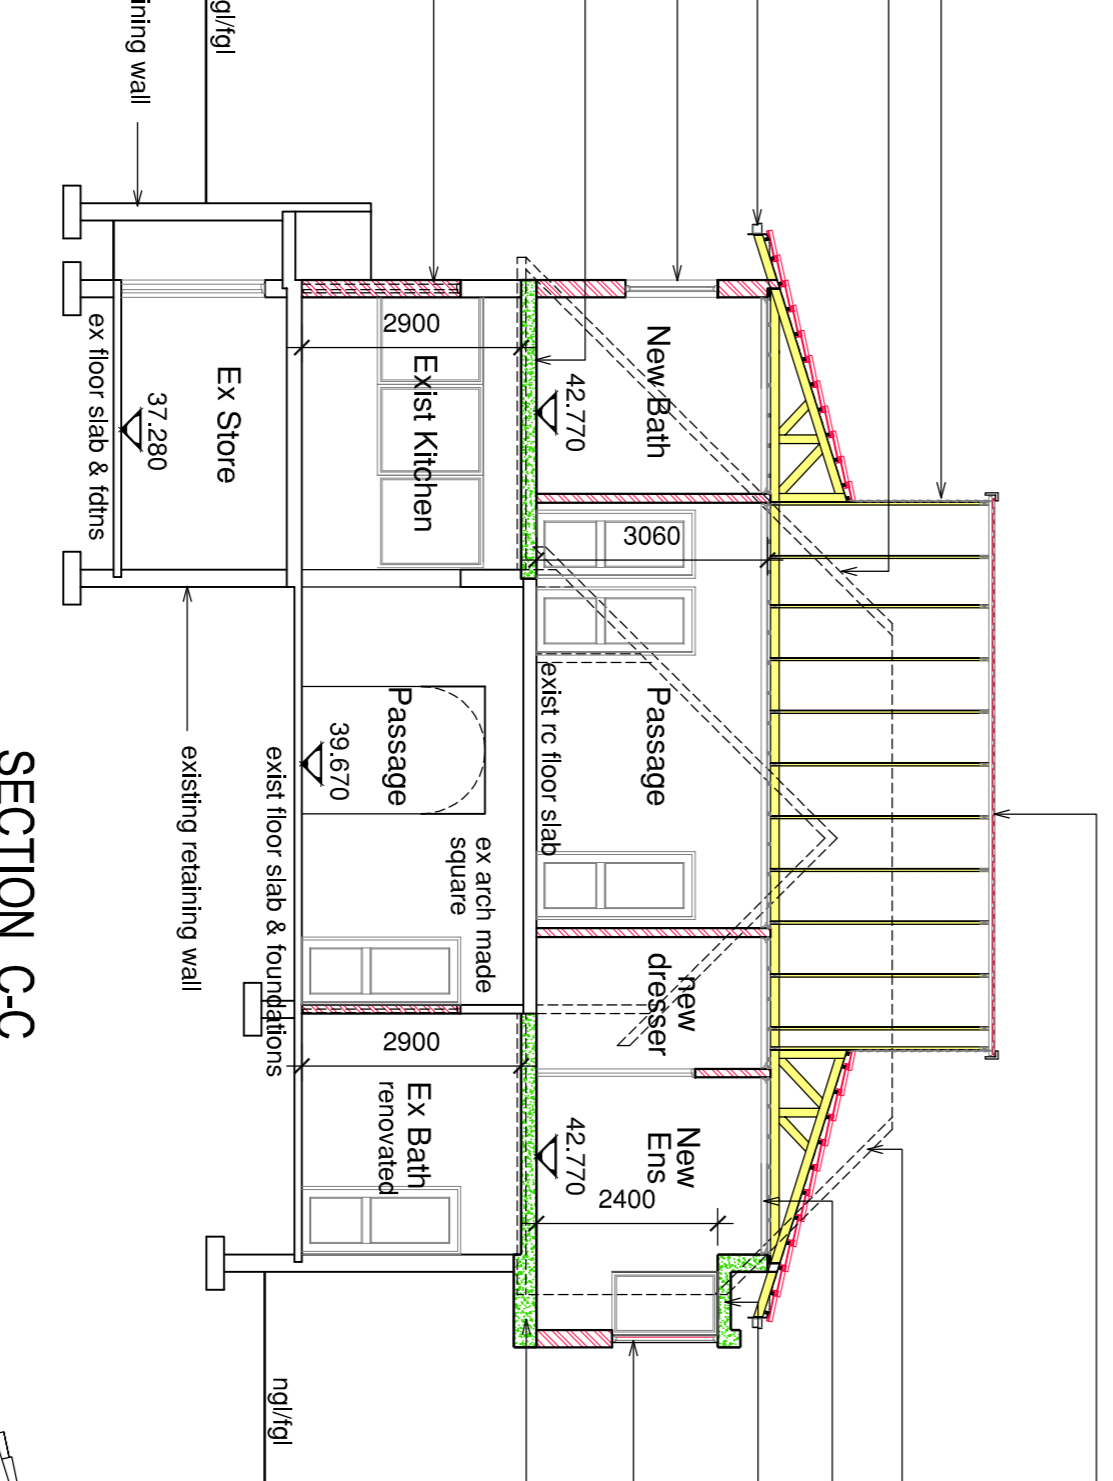 New Bath
42.770
3060
Passage
exist rc floor slab
new
dresser
New
Ens
42.770
2400
Exist Kitchen
2900
Passage
39.670
ex arch made
square
2900
Ex Bath
renovated
Ex Store
37.280
ex floor slab & fdtns
exist floor slab & foundations
existing retaining wall
gl/fgl
ining wall
ngl/fgl
SECTION C-C